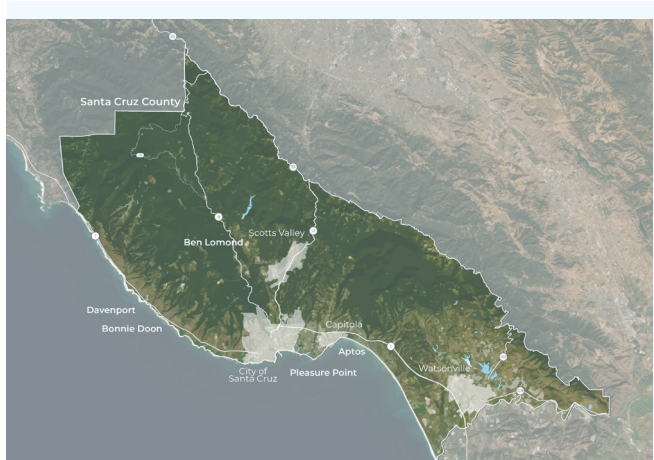 Santa Cruz County
Scotts Valley
Ben Lomond
Davenport
Bonnie Doon
Capitola
Aptos
City of
Santa Cruz
Pleasure Point
Watsonville